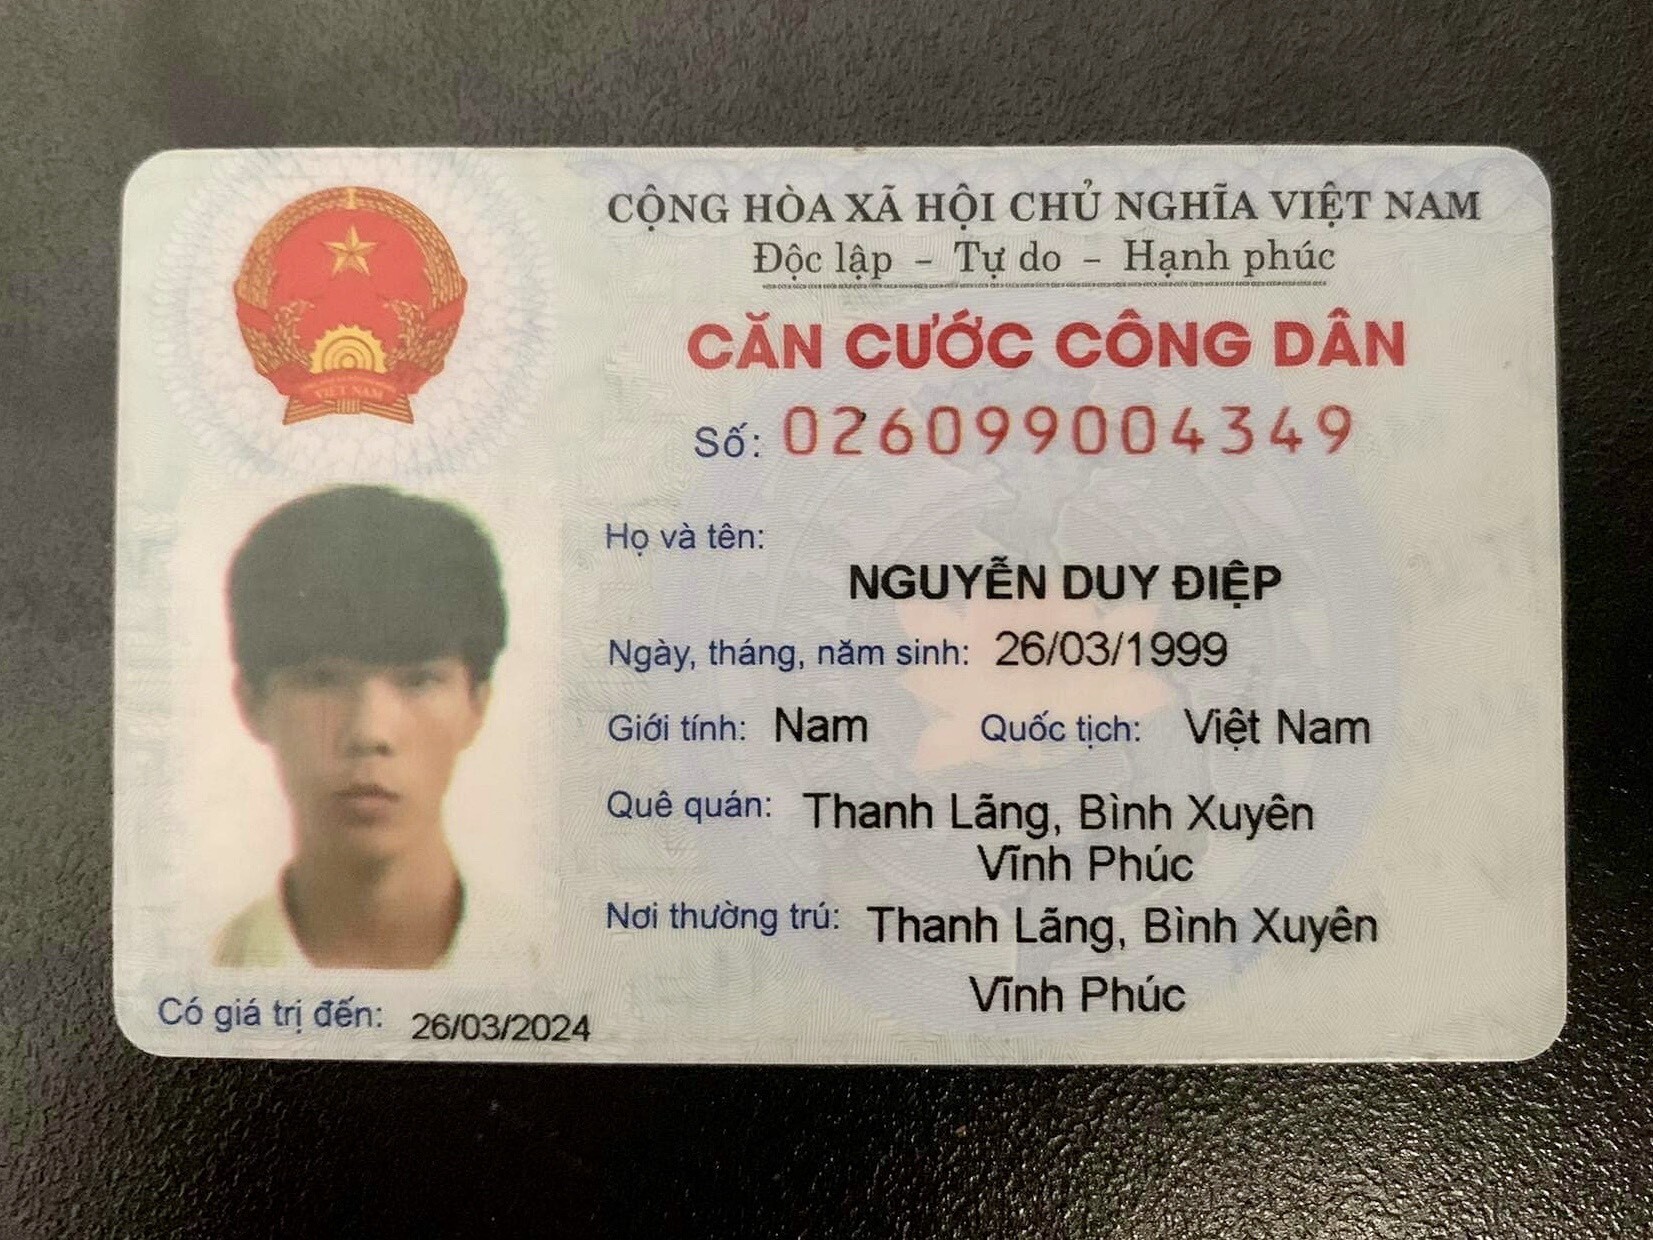 CỘNG HÒA XÃ HỘI CHỦ NGHĨA VIỆT NAM
Độc lập - Tự do - Hạnh phúc
CĂN CƯỚC CÔNG DÂN
Số: 026099004349
Họ và tên:
NGUYỄN DUY ĐIỆP
Ngày, tháng, năm sinh: 26/03/1999
Giới tính: Nam Quốc tịch: Việt Nam
Quê quán: Thanh Lãng, Bình Xuyên
Vĩnh Phúc
Nơi thường trú: Thanh Lãng, Bình Xuyên
Vĩnh Phúc
Có giá trị đến: 26/03/2024
VIỆT NAM